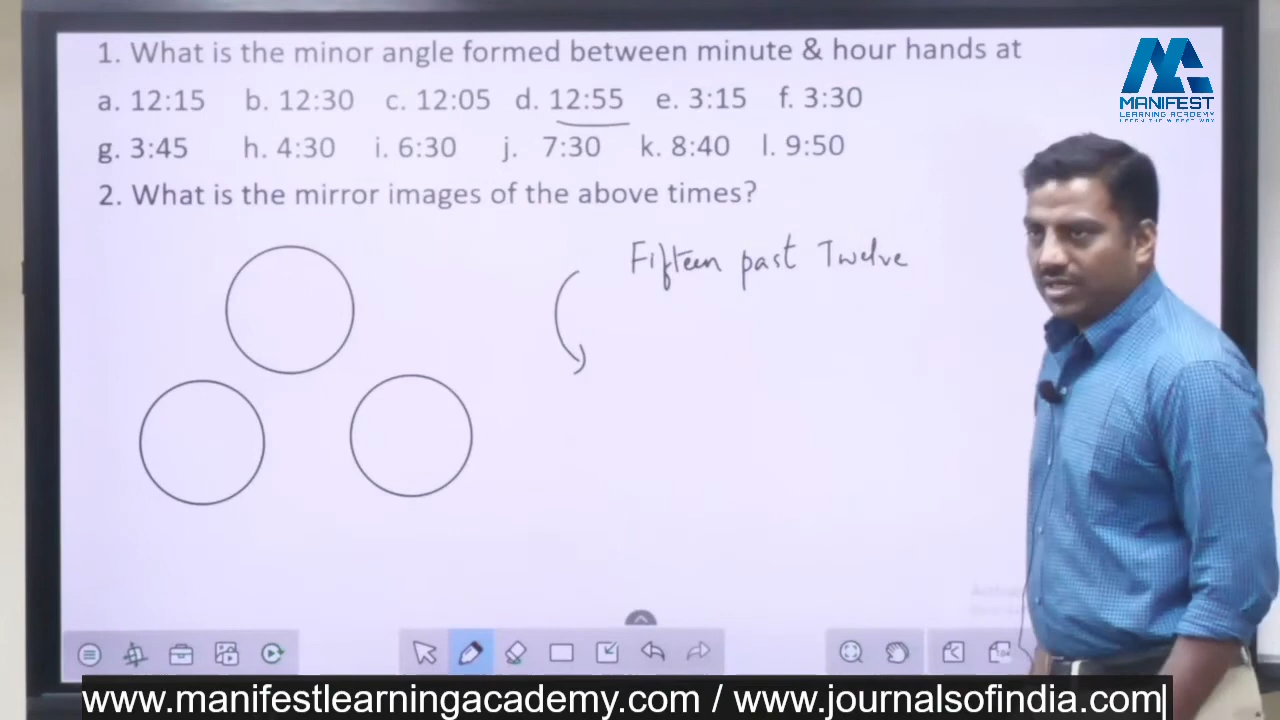 1. What is the minor angle formed between minute & hour hands at
a. 12:15 b. 12:30 c. 12:05 d. 12:55 e. 3:15 f. 3:30
g. 3:45 h. 4:30 i. 6:30 j. 7:30 k. 8:40 l. 9:50
2. What is the mirror images of the above times?
Fifteen past Twelve
MANIFEST
LEARNING ACADEMY
www.manifestlearningacademy.com / www.journalsofindia.com